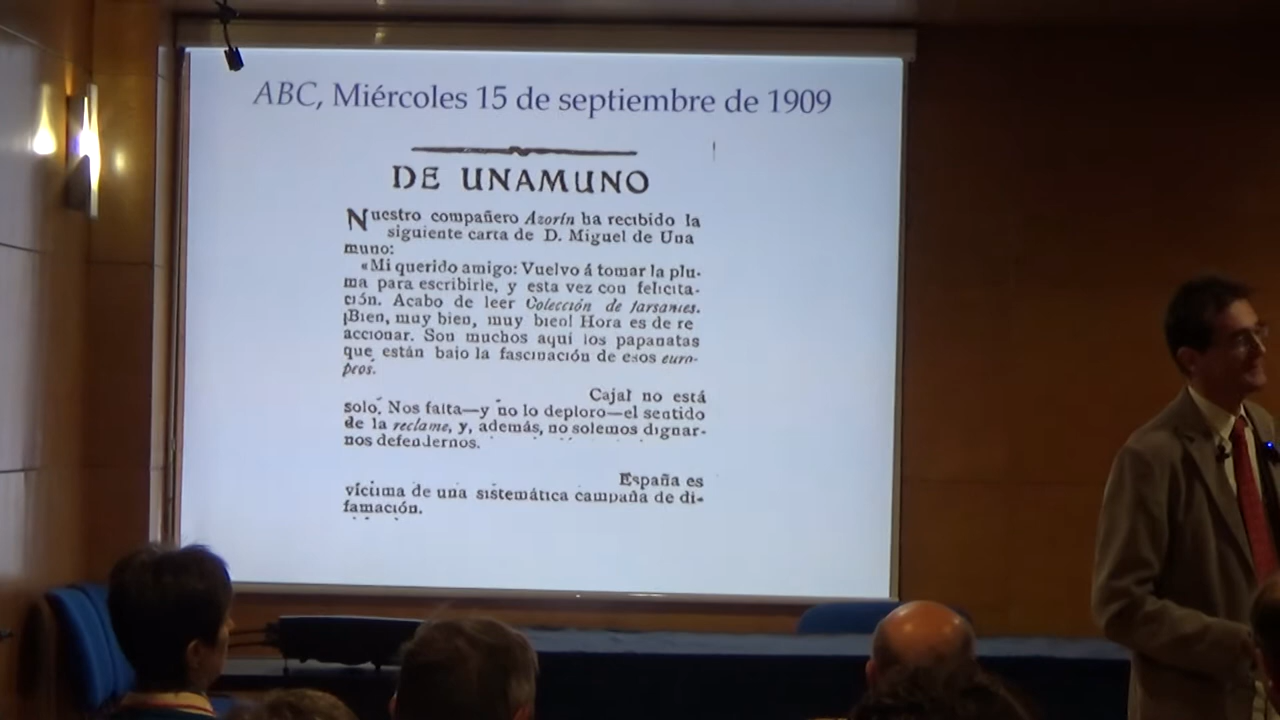 ABC, Miércoles 15 de septiembre de 1909
DE UNAMUNO
Nuestro compañero Azorín ha recibido la
siguiente carta de D. Miguel de Una
muno:
«Mi querido amigo: Vuelvo á tomar la plu-
ma para escribirle, y esta vez con felicita-
ción. Acabo de leer Colección de farsantes.
¡Bien, muy bien, muy bien! Hora es de re
accionar. Son muchos aquí los papanatas
que están bajo la fascinación de esos euro-
peos.
Cajal no está
solo. Nos falta—y no lo deploro—el sentido
de la reclame, y, además, no solemos dignar-
nos defendernos.
España es
víctima de una sistemática campaña de di-
famación.